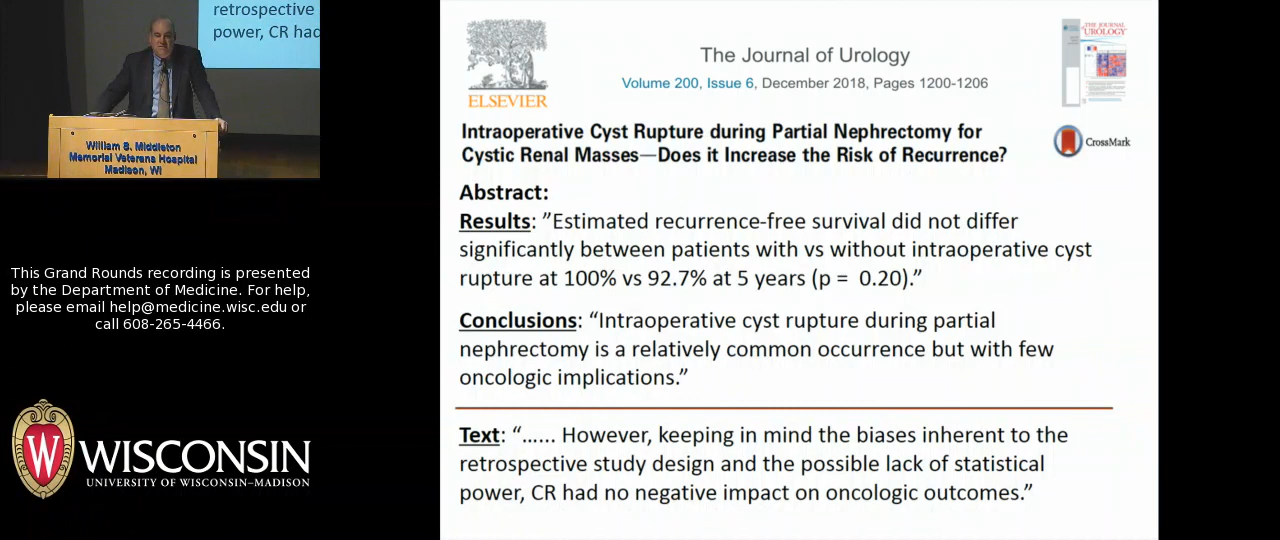 retrospective
power, CR had
William S. Middleton
Memorial Veterans Hospital
Madison, WI
This Grand Rounds recording is presented
by the Department of Medicine. For help,
please email help@medicine.wisc.edu or
call 608-265-4466.
W
WISCONSIN
UNIVERSITY OF WISCONSIN–MADISON
ELSEVIER
The Journal of Urology
Volume 200, Issue 6, December 2018, Pages 1200-1206
THE JOURNAL
UROLOGY
CrossMark
Intraoperative Cyst Rupture during Partial Nephrectomy for
Cystic Renal Masses—Does it Increase the Risk of Recurrence?
Abstract:
Results: ”Estimated recurrence-free survival did not differ
significantly between patients with vs without intraoperative cyst
rupture at 100% vs 92.7% at 5 years (p = 0.20).”
Conclusions: “Intraoperative cyst rupture during partial
nephrectomy is a relatively common occurrence but with few
oncologic implications.”
Text: “…... However, keeping in mind the biases inherent to the
retrospective study design and the possible lack of statistical
power, CR had no negative impact on oncologic outcomes.”